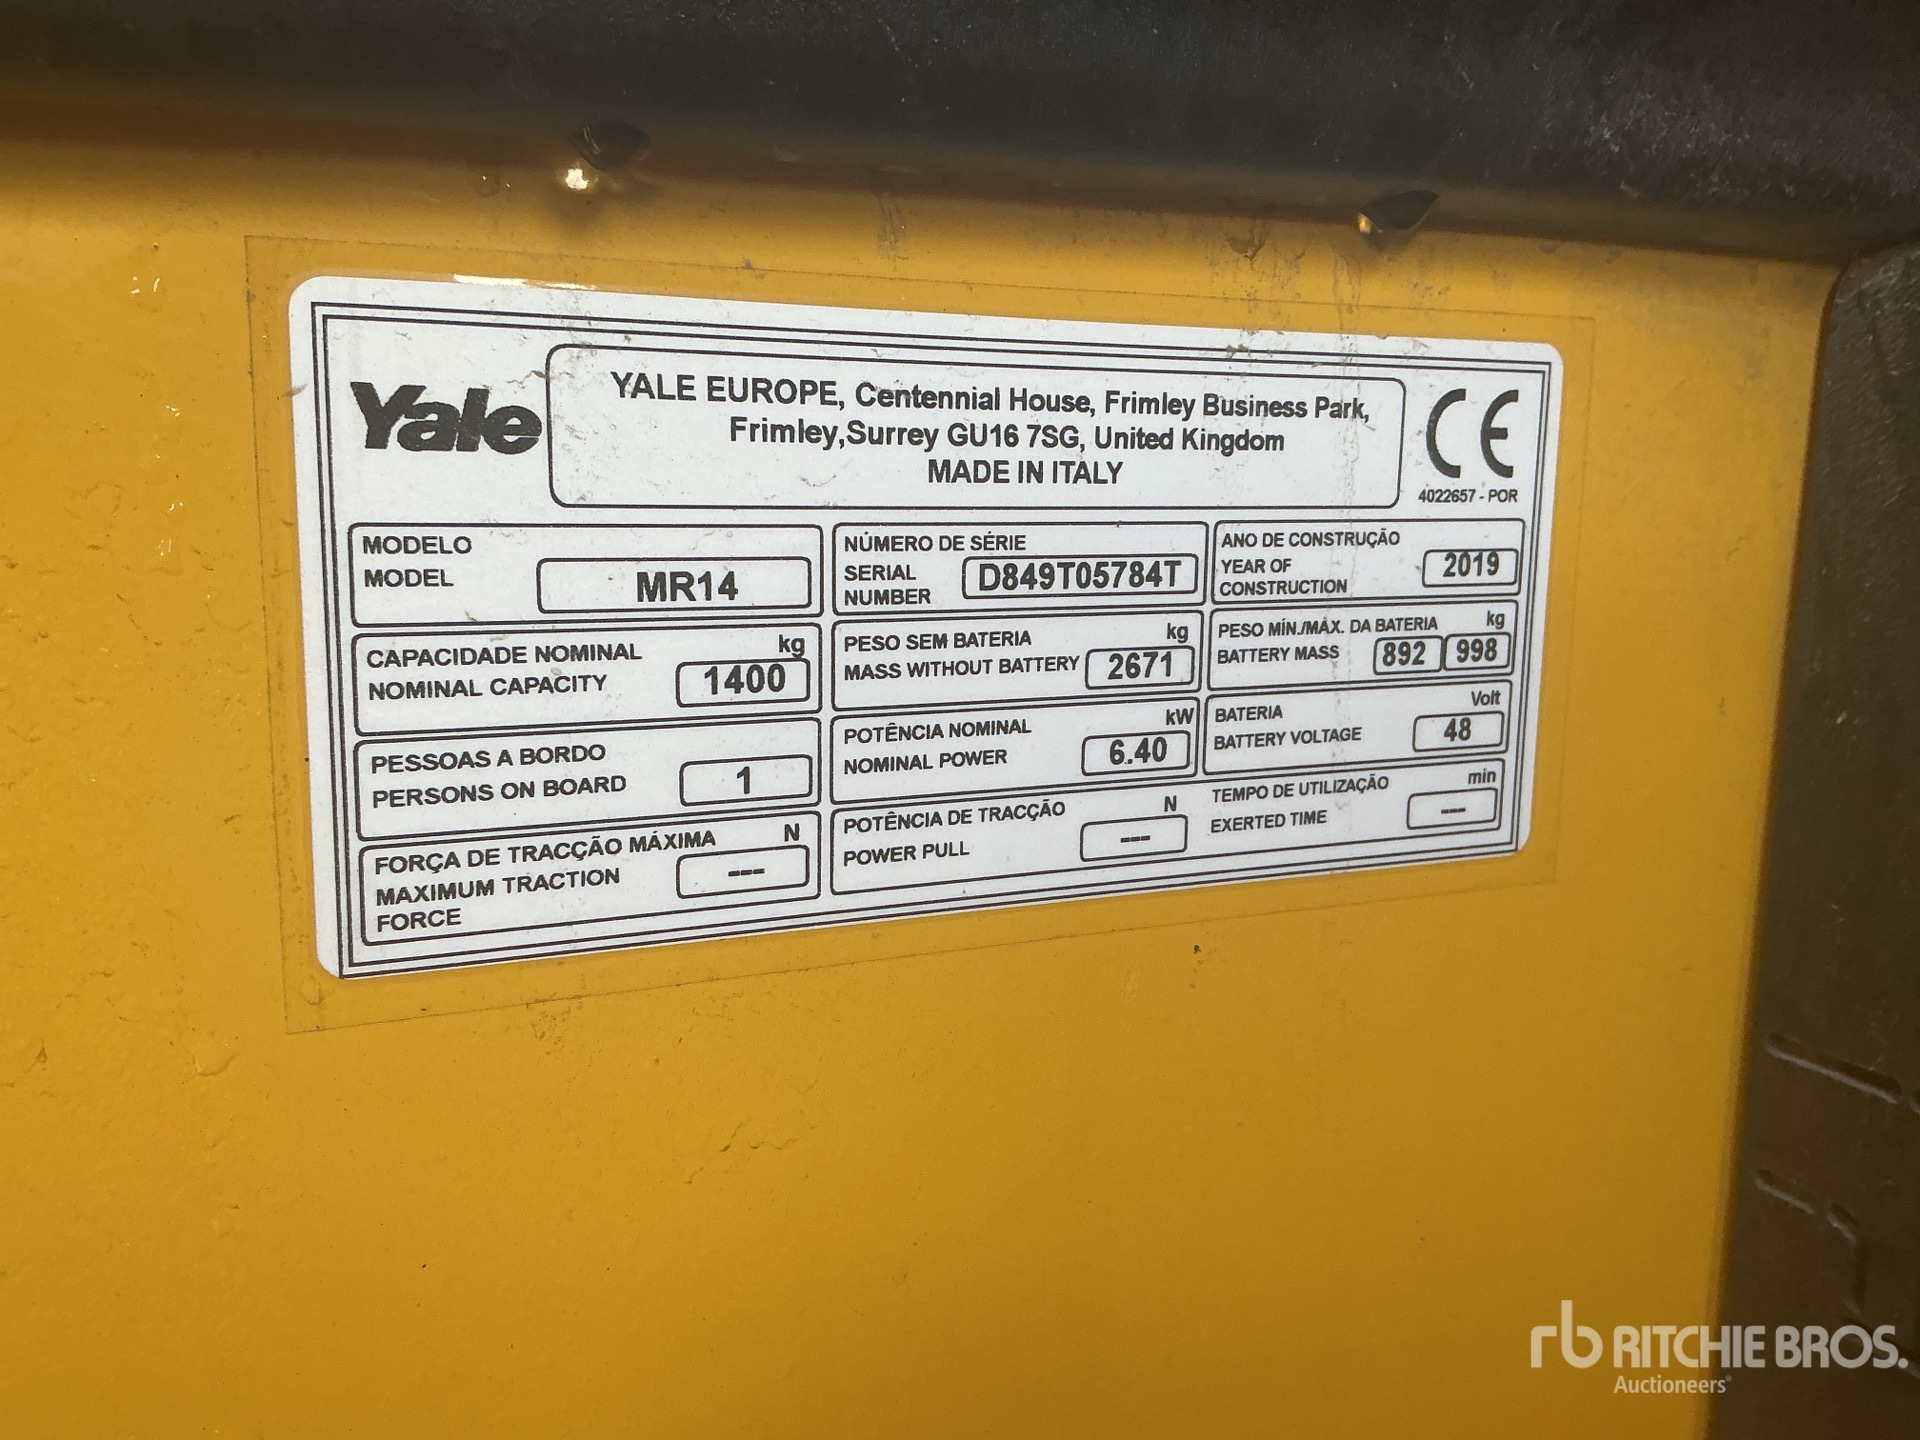 Yale
YALE EUROPE, Centennial House, Frimley Business Park,
Frimley,Surrey GU16 7SG, United Kingdom
MADE IN ITALY
CE
4022657 - POR
MODELO
MODEL
MR14
NÚMERO DE SÉRIE
SERIAL
NUMBER
D849T05784T
ANO DE CONSTRUÇÃO
YEAR OF
CONSTRUCTION
2019
CAPACIDADE NOMINAL
NOMINAL CAPACITY
kg
1400
PESO SEM BATERIA
MASS WITHOUT BATTERY
kg
2671
PESO MÍN./MÁX. DA BATERIA
BATTERY MASS
kg
892 998
PESSOAS A BORDO
PERSONS ON BOARD
1
POTÊNCIA NOMINAL
NOMINAL POWER
kW
6.40
BATERIA
BATTERY VOLTAGE
Volt
48
FORÇA DE TRACÇÃO MÁXIMA
MAXIMUM TRACTION
FORCE
N
---
POTÊNCIA DE TRACÇÃO
POWER PULL
N
---
TEMPO DE UTILIZAÇÃO
EXERTED TIME
min
---
rb RITCHIE BROS.
Auctioneers